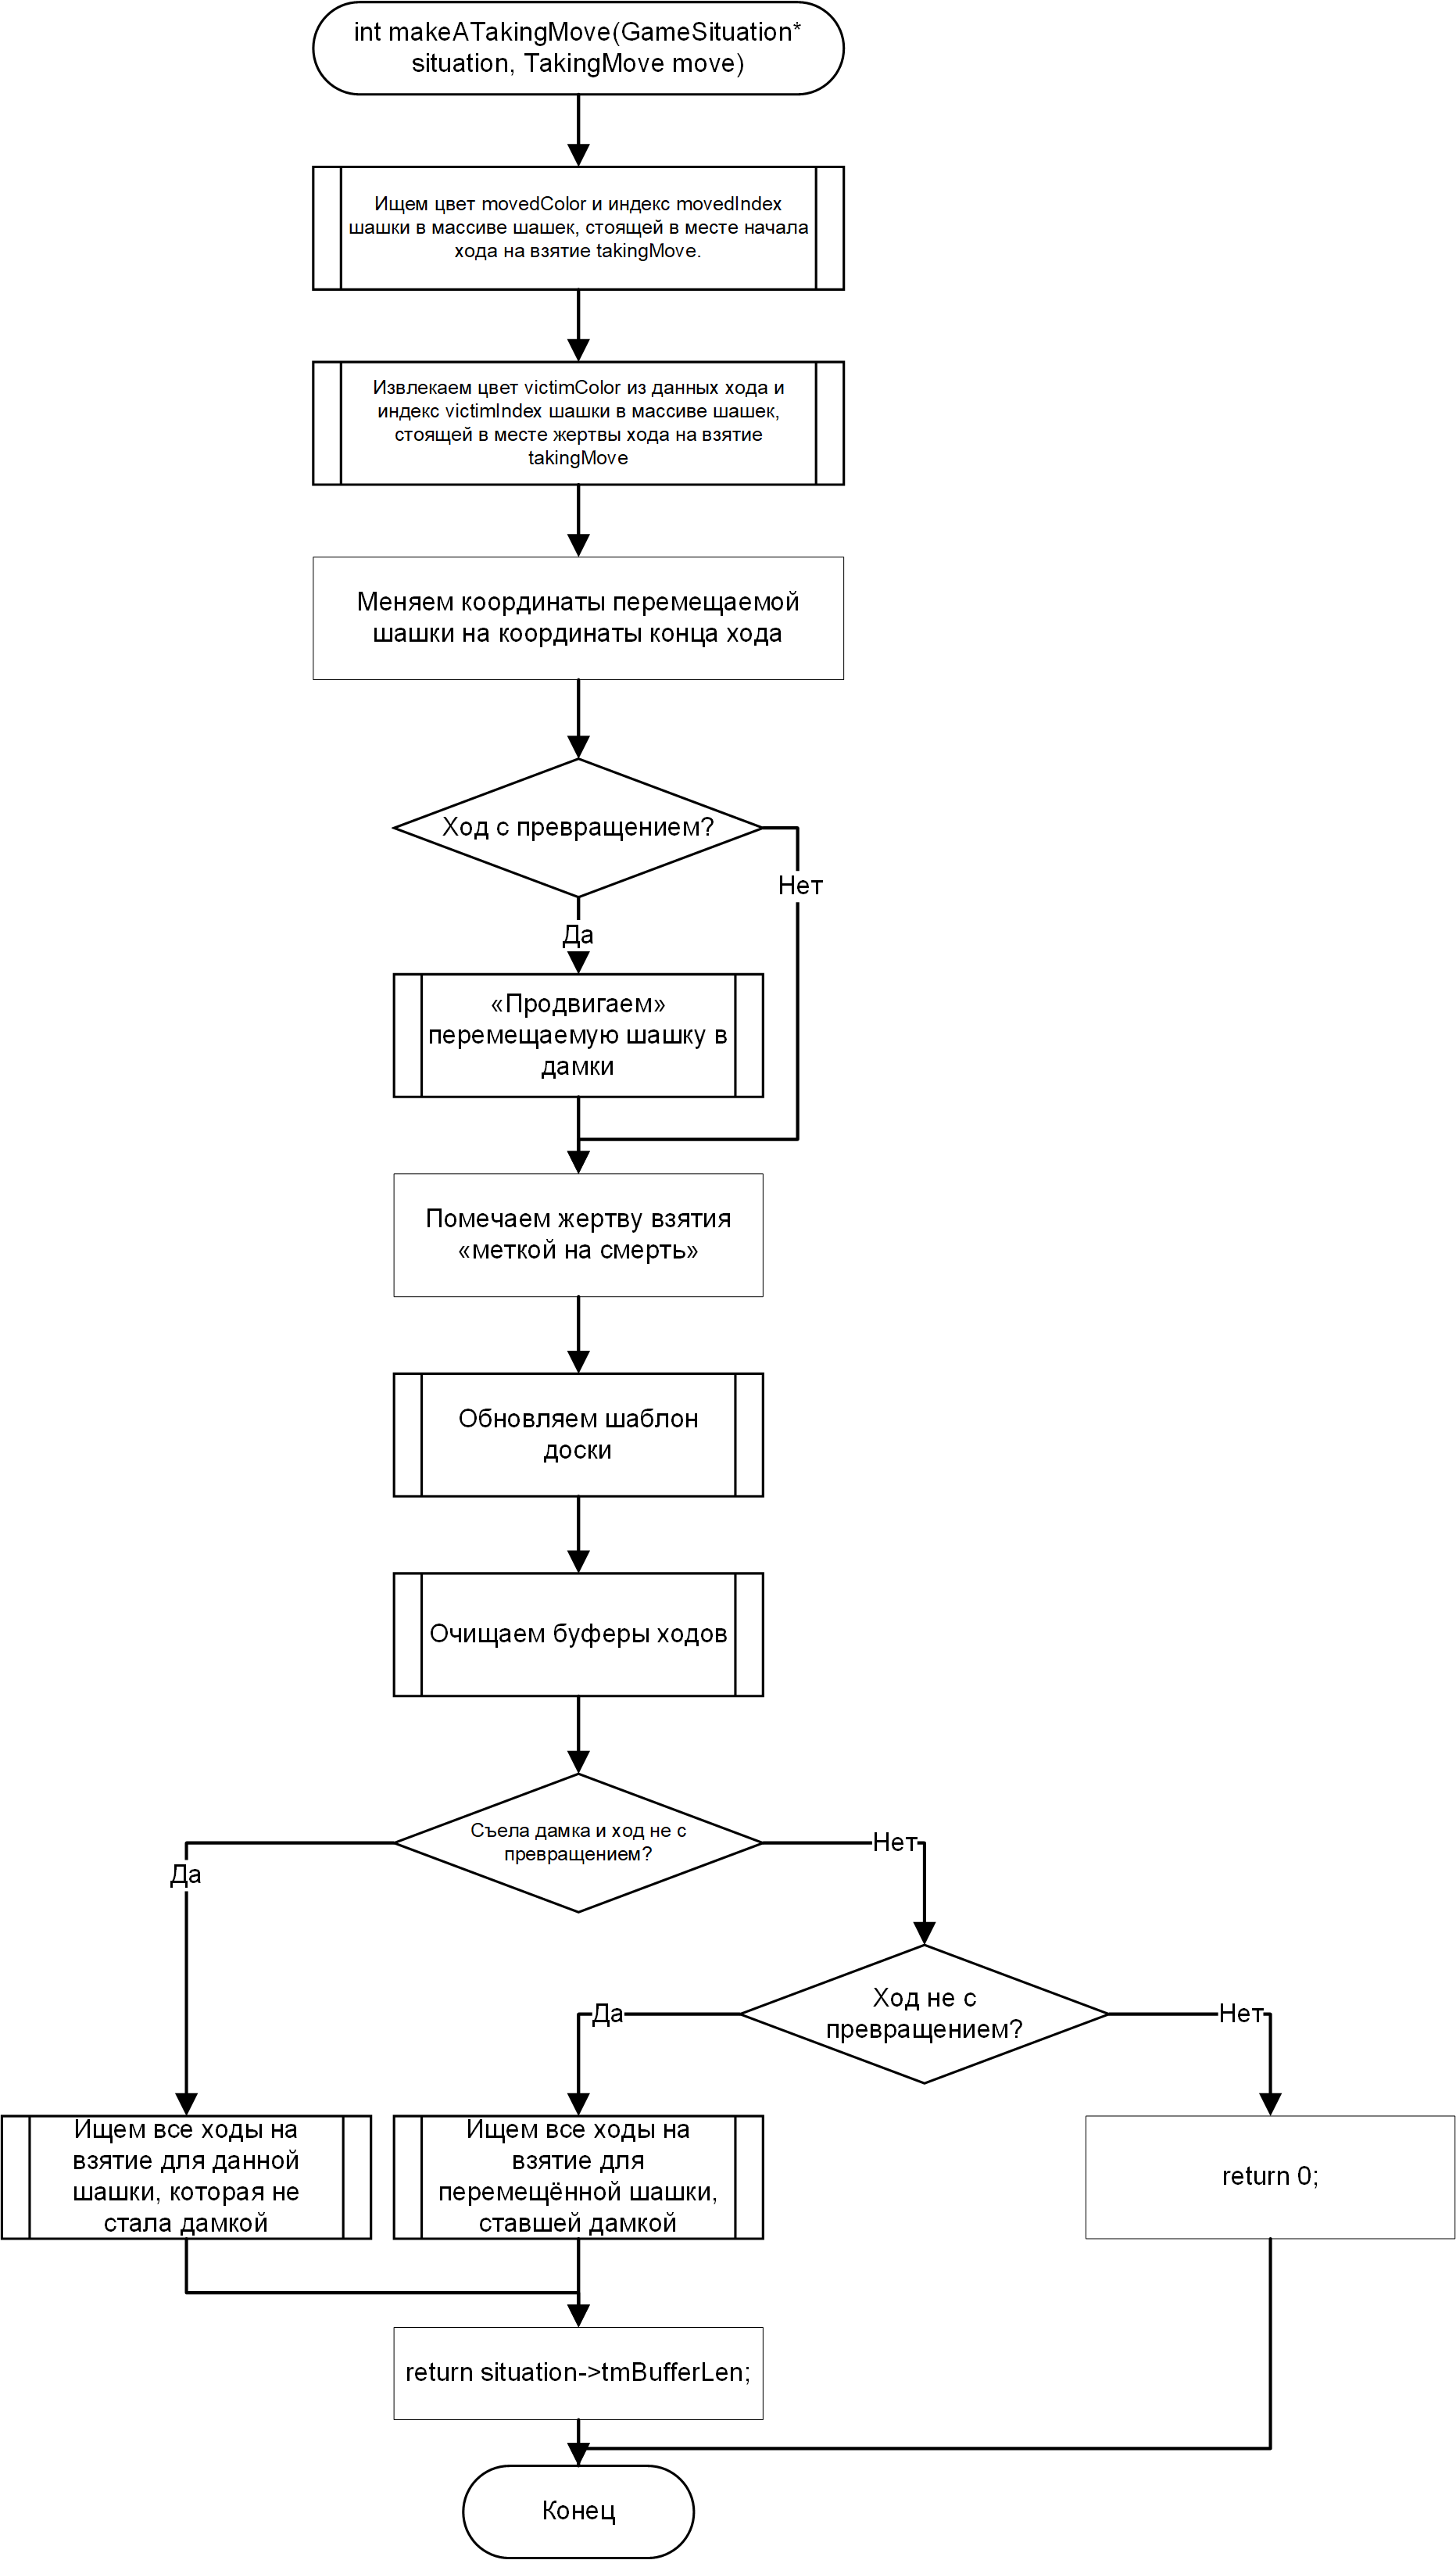 int makeATakingMove(GameSituation*
situation, TakingMove move)
Ищем цвет movedColor и индекс movedIndex
шашки в массиве шашек, стоящей в месте начала
хода на взятие takingMove.
Извлекаем цвет victimColor из данных хода и
индекс victimIndex шашки в массиве шашек,
стоящей в месте жертвы хода на взятие
takingMove
Меняем координаты перемещаемой
шашки на координаты конца хода
Ход с превращением?
Нет
Да
«Продвигаем»
перемещаемую шашку в
дамки
Помечаем жертву взятия
«меткой на смерть»
Обновляем шаблон
доски
Очищаем буферы ходов
Съела дамка и ход не с
превращением?
Нет
Да
Ход не с
превращением?
Да
Нет
Ищем все ходы на
взятие для данной
шашки, которая не
стала дамкой
Ищем все ходы на
взятие для
перемещённой шашки,
ставшей дамкой
return 0;
return situation->tmBufferLen;
Конец